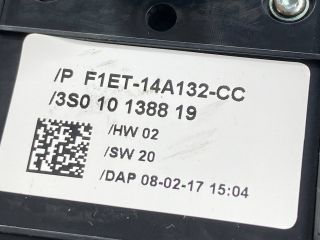 /P F1ET-14A132-CC
/3S0 10 1388 19
/HW 02
/SW 20
/DAP 08-02-17 15:04